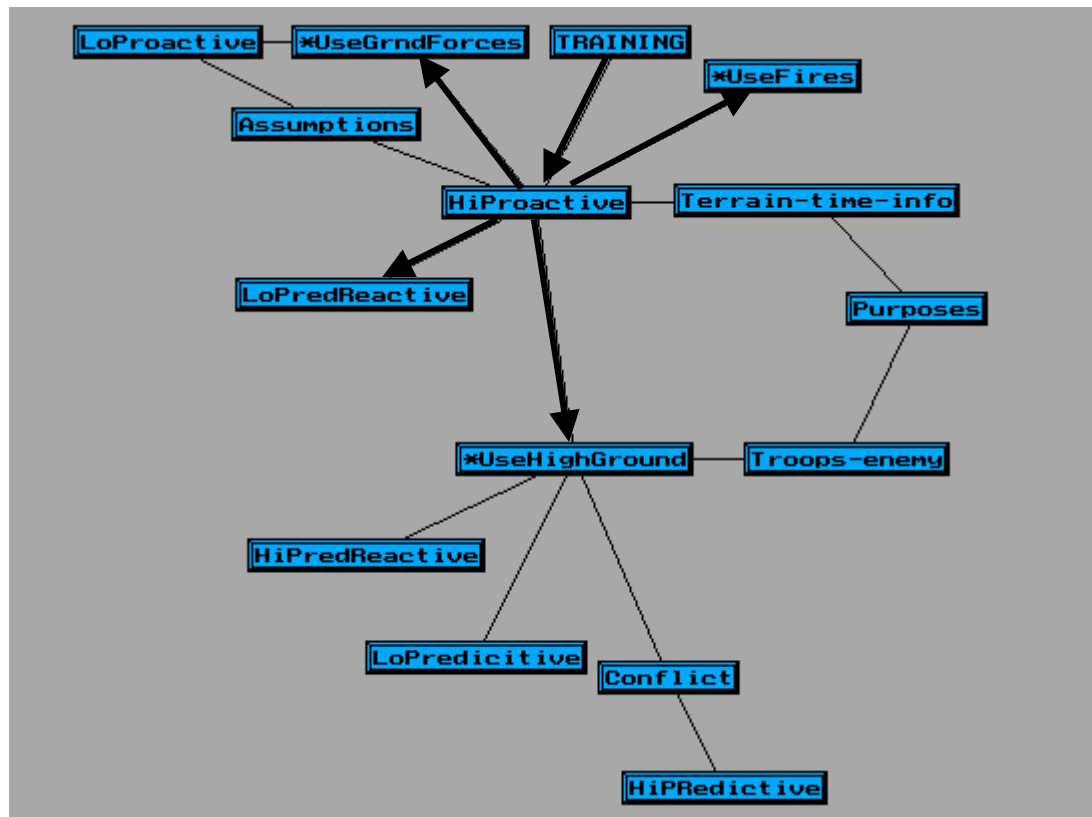 LoProactive
*UseGrndForces
TRAINING
*UseFires
Assumptions
HiProactive
Terrain-time-info
LoPredReactive
Purposes
*UseHighGround
Troops-enemy
HiPredReactive
LoPredicitive
Conflict
HiPRedictive